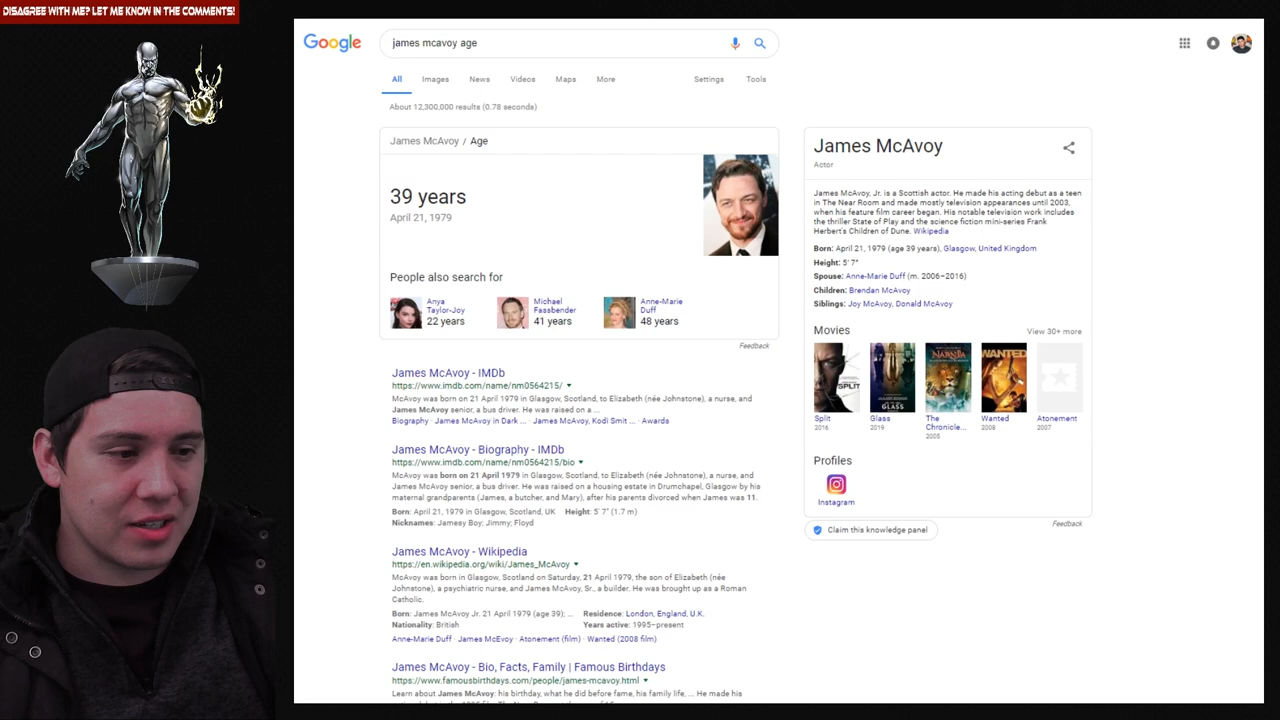 DISAGREE WITH ME? LET ME KNOW IN THE COMMENTS!
Google
james mcavoy age
All
Images
News
Videos
Maps
More
Settings
Tools
About 12,300,000 results (0.78 seconds)
James McAvoy / Age
39 years
April 21, 1979
People also search for
Anya
Taylor-Joy
22 years
Michael
Fassbender
41 years
Anne-Marie
Duff
48 years
Feedback
James McAvoy - IMDb
https://www.imdb.com/name/nm0564215/
McAvoy was born on 21 April 1979 in Glasgow, Scotland, to Elizabeth (née Johnstone), a nurse, and
James McAvoy senior, a bus driver. He was raised on a ...
Biography · James McAvoy in Dark ... · James McAvoy, Kodi Smit ... · Awards
James McAvoy - Biography - IMDb
https://www.imdb.com/name/nm0564215/bio
McAvoy was born on 21 April 1979 in Glasgow, Scotland, to Elizabeth (née Johnstone), a nurse, and
James McAvoy senior, a bus driver. He was raised on a housing estate in Drumchapel, Glasgow by his
maternal grandparents (James, a butcher, and Mary), after his parents divorced when James was 11.
Born: April 21, 1979 in Glasgow, Scotland, UK Height: 5' 7" (1.7 m)
Nicknames: Jamesy Boy; Jimmy; Floyd
James McAvoy - Wikipedia
https://en.wikipedia.org/wiki/James_McAvoy
McAvoy was born in Glasgow, Scotland on Saturday, 21 April 1979, the son of Elizabeth (née
Johnstone), a psychiatric nurse, and James McAvoy, Sr., a builder. He was brought up as a Roman
Catholic.
Born: James McAvoy Jr. 21 April 1979 (age 39); ... Residence: London, England, U.K.
Nationality: British Years active: 1995–present
Anne-Marie Duff · James McEvoy · Atonement (film) · Wanted (2008 film)
James McAvoy - Bio, Facts, Family | Famous Birthdays
https://www.famousbirthdays.com/people/james-mcavoy.html
Learn about James McAvoy: his birthday, what he did before fame, his family life, ... He made his
James McAvoy
Actor
James McAvoy, Jr. is a Scottish actor. He made his acting debut as a teen
in The Near Room and made mostly television appearances until 2003,
when his feature film career began. His notable television work includes
the thriller State of Play and the science fiction mini-series Frank
Herbert's Children of Dune. Wikipedia
Born: April 21, 1979 (age 39 years), Glasgow, United Kingdom
Height: 5' 7"
Spouse: Anne-Marie Duff (m. 2006–2016)
Children: Brendan McAvoy
Siblings: Joy McAvoy, Donald McAvoy
Movies
View 30+ more
SPLIT
GLASS
NARNIA
WANTED
Split
2016
Glass
2019
The
Chronicle...
2005
Wanted
2008
Atonement
2007
Profiles
Instagram
Feedback
Claim this knowledge panel